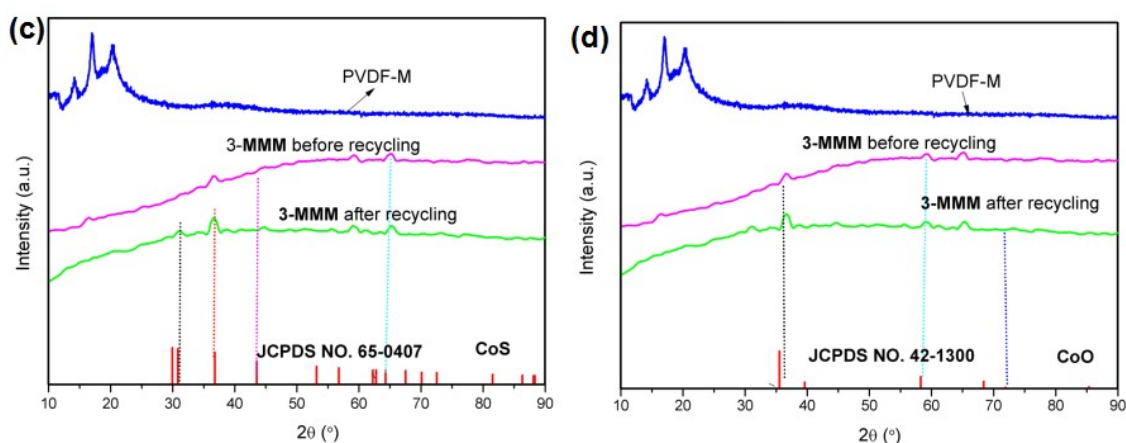 (c)
PVDF-M
3-MMM before recycling
3-MMM after recycling
JCPDS NO. 65-0407
CoS
Intensity (a.u.)
10 20 30 40 50 60 70 80 90
2θ (°)
(d)
PVDF-M
3-MMM before recycling
3-MMM after recycling
JCPDS NO. 42-1300
CoO
Intensity (a.u.)
10 20 30 40 50 60 70 80 90
2θ (°)